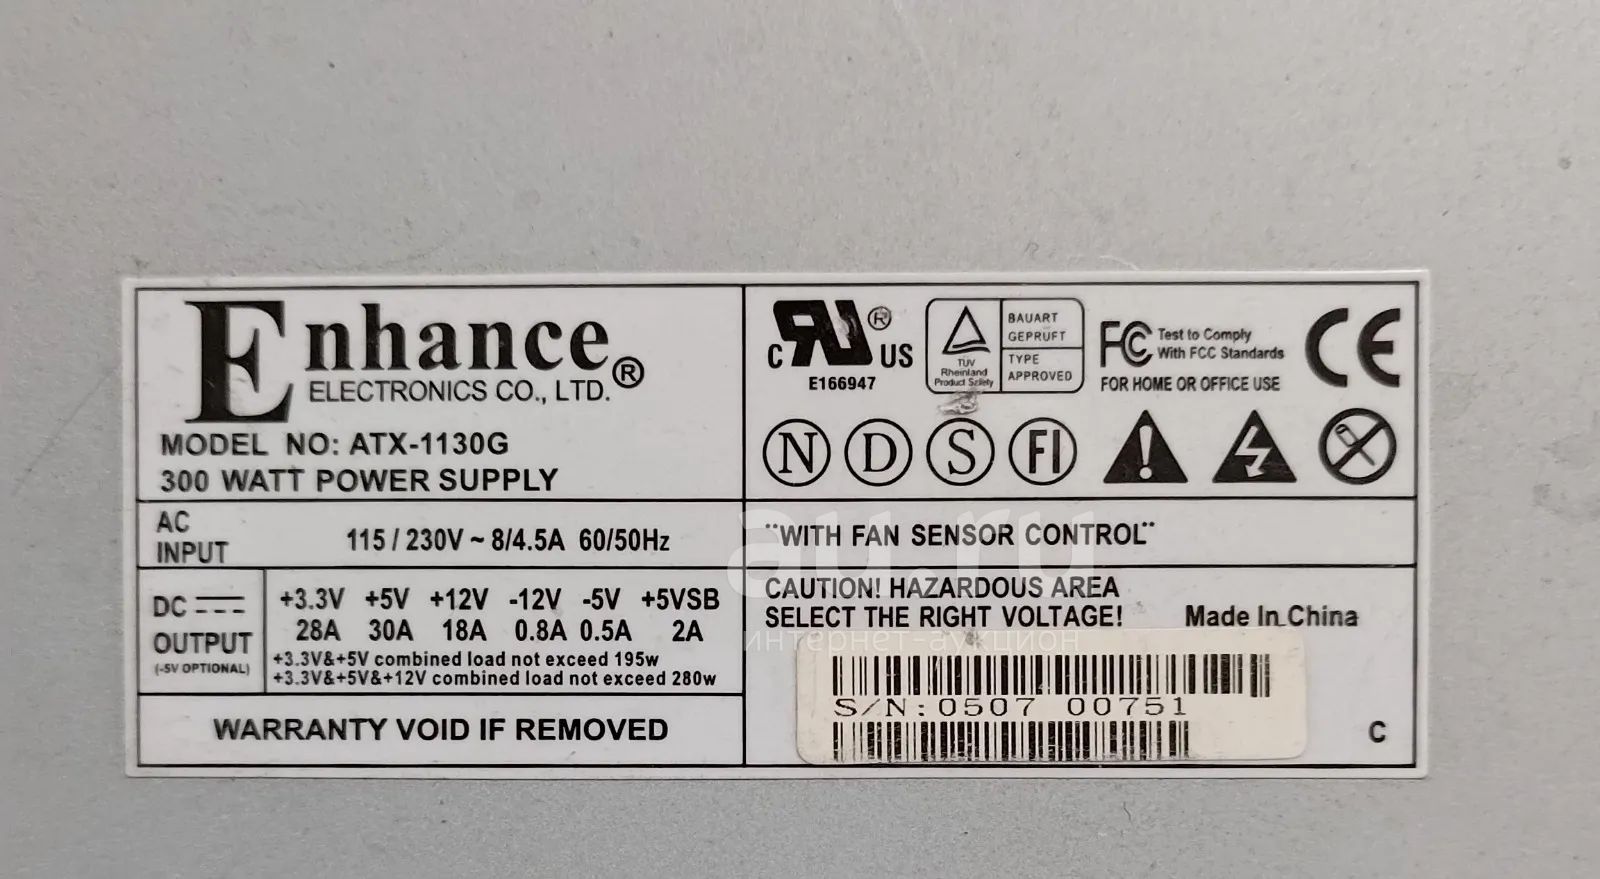 Enhance®
ELECTRONICS CO., LTD.
MODEL NO: ATX-1130G
300 WATT POWER SUPPLY
AC INPUT
115 / 230V ~ 8/4.5A 60/50Hz
DC OUTPUT
(-5V OPTIONAL)
+3.3V +5V +12V -12V -5V +5VSB
28A 30A 18A 0.8A 0.5A 2A
+3.3V&+5V combined load not exceed 195w
+3.3V&+5V&+12V combined load not exceed 280w
WARRANTY VOID IF REMOVED
c RU® US
E166947
TÜV
Rheinland
Product Safety
BAUART
GEPRÜFT
TYPE
APPROVED
FC Test to Comply
With FCC Standards
FOR HOME OR OFFICE USE
CE
N D S FI
"WITH FAN SENSOR CONTROL"
CAUTION! HAZARDOUS AREA
SELECT THE RIGHT VOLTAGE!
Made In China
S/N:0507 00751
C
au.ru
интернет-аукцион